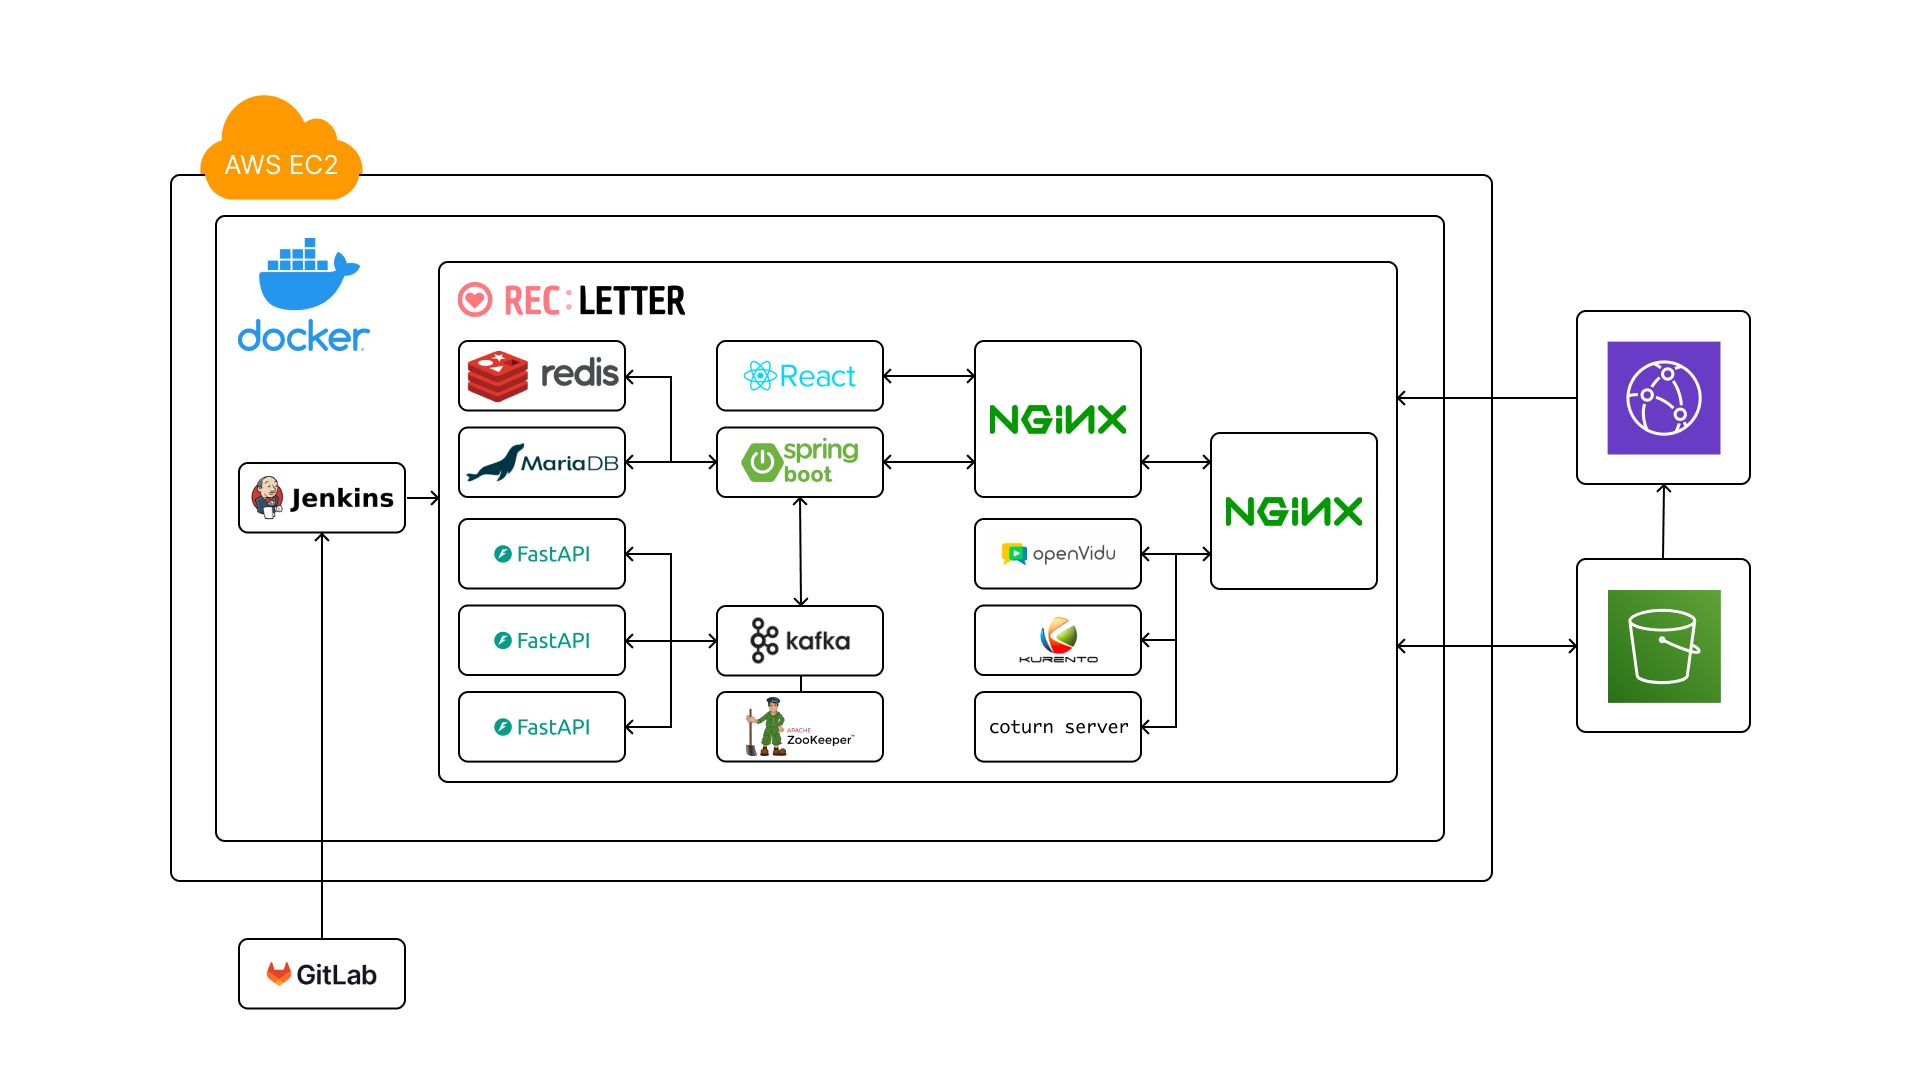 AWS EC2
docker
REC:LETTER
redis
React
NGiNX
MariaDB
spring
boot
Jenkins
NGiNX
FastAPI
openVidu
FastAPI
kafka
KURENTO
FastAPI
APACHE
ZooKeeper™
coturn server
GitLab